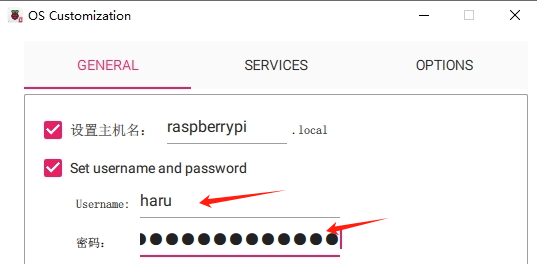 OS Customization
GENERAL SERVICES OPTIONS
设置主机名： raspberrypi .local
Set username and password
Username: haru
密码： ●●●●●●●●●●●●●